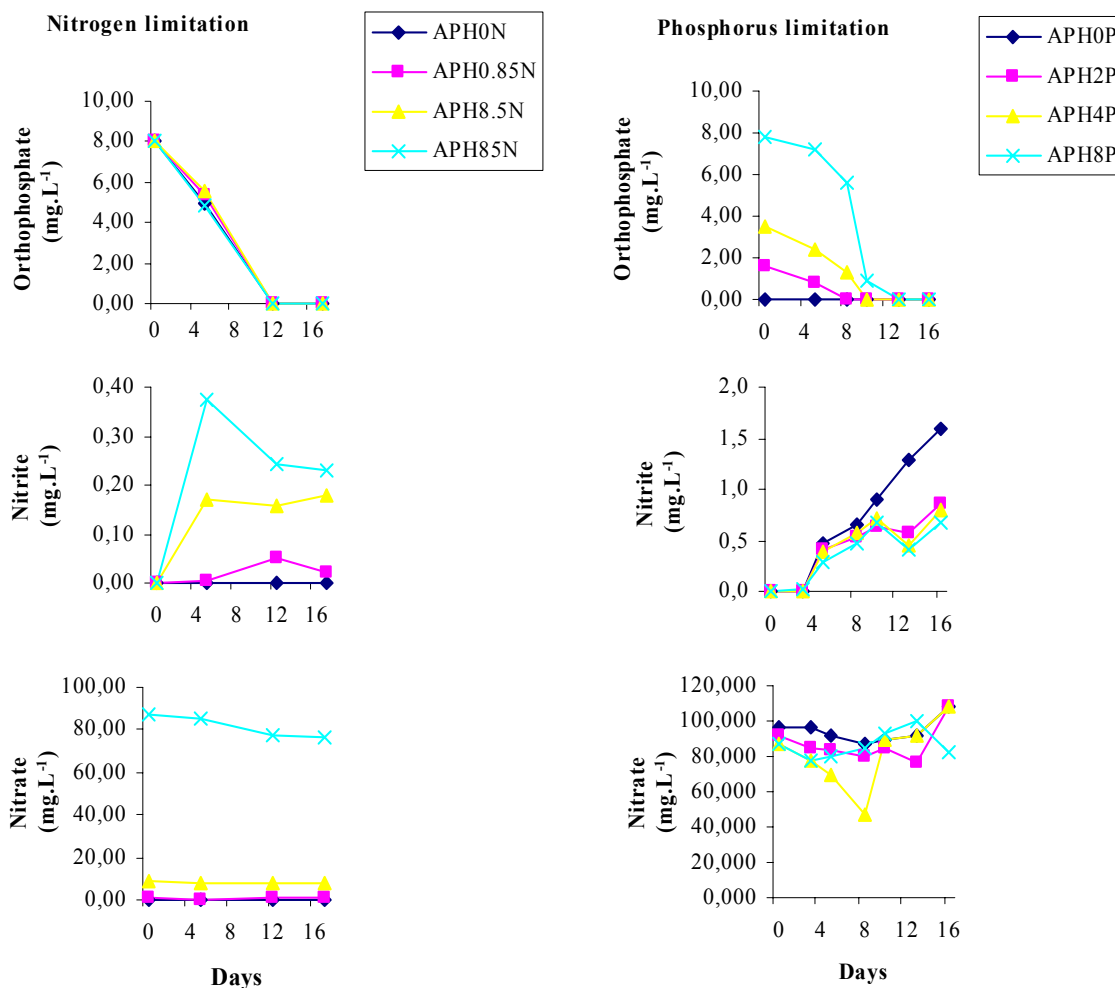 Nitrogen limitation
APH0N
APH0.85N
APH8.5N
APH85N
Phosphorus limitation
APH0P
APH2P
APH4P
APH8P
Orthophosphate
(mg.L-1)
10,00
8,00
6,00
4,00
2,00
0,00
0 4 8 12 16
Orthophosphate
(mg.L-1)
10,00
8,00
6,00
4,00
2,00
0,00
0 4 8 12 16
Nitrite
(mg.L-1)
0,40
0,30
0,20
0,10
0,00
0 4 8 12 16
Nitrite
(mg.L-1)
2,0
1,5
1,0
0,5
0,0
0 4 8 12 16
Nitrate
(mg.L-1)
100,00
80,00
60,00
40,00
20,00
0,00
0 4 8 12 16
Days
Nitrate
(mg.L-1)
120,000
100,000
80,000
60,000
40,000
20,000
0,000
0 4 8 12 16
Days